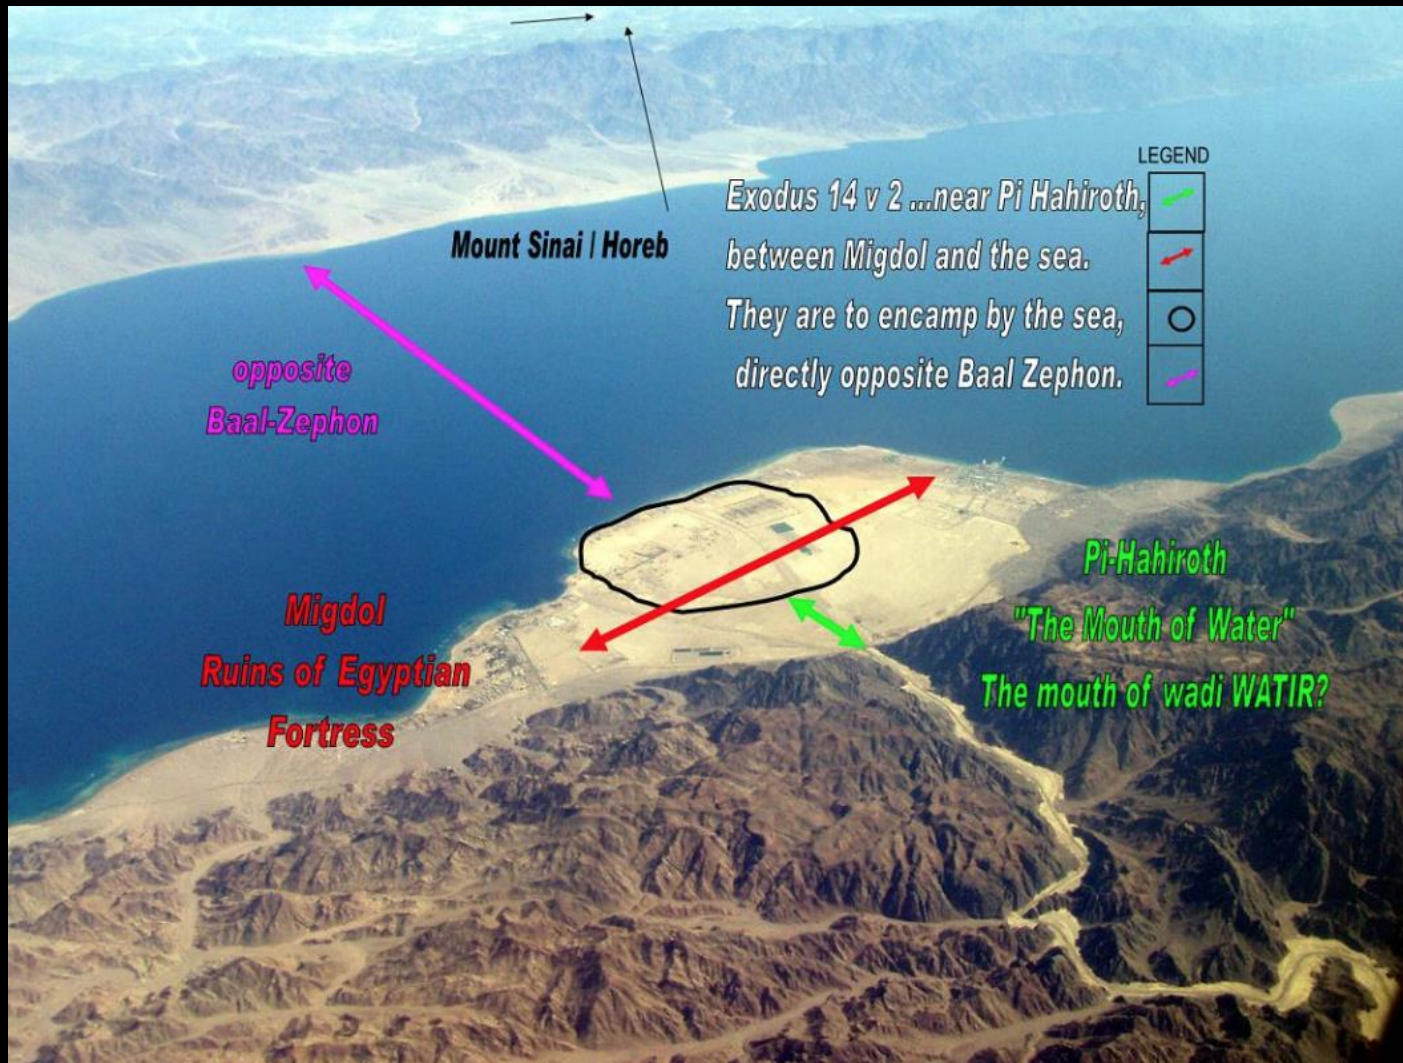 LEGEND
Exodus 14 v 2 ...near Pi Hahiroth,
between Migdol and the sea.
They are to encamp by the sea,
directly opposite Baal Zephon.
Mount Sinai / Horeb
opposite
Baal-Zephon
Migdol
Ruins of Egyptian
Fortress
Pi-Hahiroth
"The Mouth of Water"
The mouth of wadi WATIR?